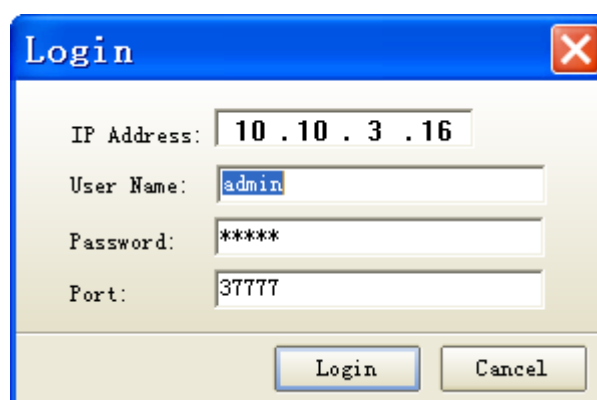 Login
IP Address: 10 .10 . 3 .16
User Name: admin
Password: *****
Port: 37777
Login Cancel